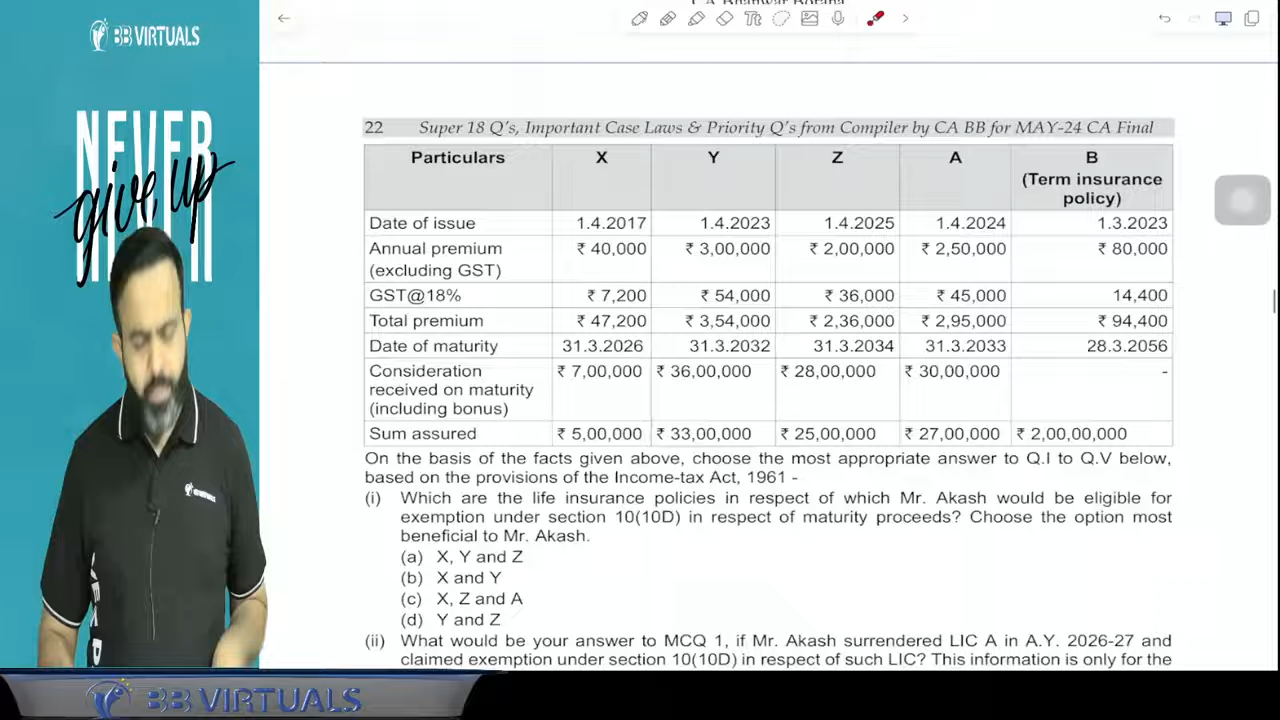 BB VIRTUALS
NEVER
give up
22 Super 18 Q's, Important Case Laws & Priority Q's from Compiler by CA BB for MAY-24 CA Final
Particulars X Y Z A B
(Term insurance
policy)
Date of issue 1.4.2017 1.4.2023 1.4.2025 1.4.2024 1.3.2023
Annual premium ₹ 40,000 ₹ 3,00,000 ₹ 2,00,000 ₹ 2,50,000 ₹ 80,000
(excluding GST)
GST@18% ₹ 7,200 ₹ 54,000 ₹ 36,000 ₹ 45,000 14,400
Total premium ₹ 47,200 ₹ 3,54,000 ₹ 2,36,000 ₹ 2,95,000 ₹ 94,400
Date of maturity 31.3.2026 31.3.2032 31.3.2034 31.3.2033 28.3.2056
Consideration ₹ 7,00,000 ₹ 36,00,000 ₹ 28,00,000 ₹ 30,00,000 -
received on maturity
(including bonus)
Sum assured ₹ 5,00,000 ₹ 33,00,000 ₹ 25,00,000 ₹ 27,00,000 ₹ 2,00,00,000
On the basis of the facts given above, choose the most appropriate answer to Q.I to Q.V below,
based on the provisions of the Income-tax Act, 1961 -
(i) Which are the life insurance policies in respect of which Mr. Akash would be eligible for
exemption under section 10(10D) in respect of maturity proceeds? Choose the option most
beneficial to Mr. Akash.
(a) X, Y and Z
(b) X and Y
(c) X, Z and A
(d) Y and Z
(ii) What would be your answer to MCQ 1, if Mr. Akash surrendered LIC A in A.Y. 2026-27 and
claimed exemption under section 10(10D) in respect of such LIC? This information is only for the
BB VIRTUALS